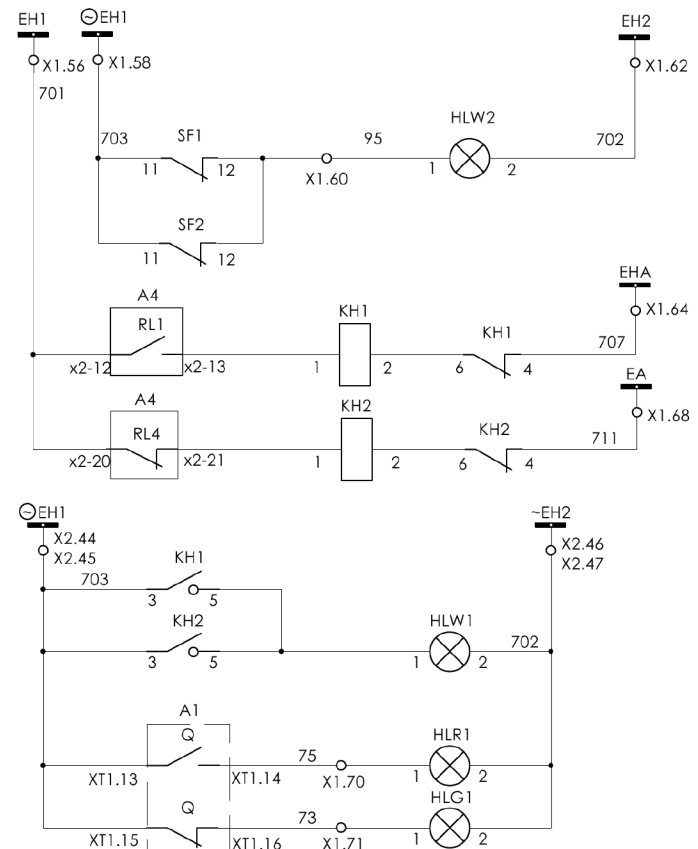 EH1
~EH1
EH2
X1.56
X1.58
X1.62
701
HLW2
703
SF1
95
702
11
12
X1.60
1
2
SF2
11
12
EHA
A4
X1.64
RL1
KH1
KH1
707
x2-12
x2-13
1
2
6
4
EA
A4
KH2
X1.68
RL4
KH2
711
x2-20
x2-21
1
2
6
4
~EH1
~EH2
X2.44
X2.45
X2.46
X2.47
KH1
703
3
5
KH2
HLW1
702
3
5
1
2
A1
Q
HLR1
75
XT1.13
XT1.14
X1.70
1
2
HLG1
Q
73
XT1.15
XT1.16
X1.71
1
2